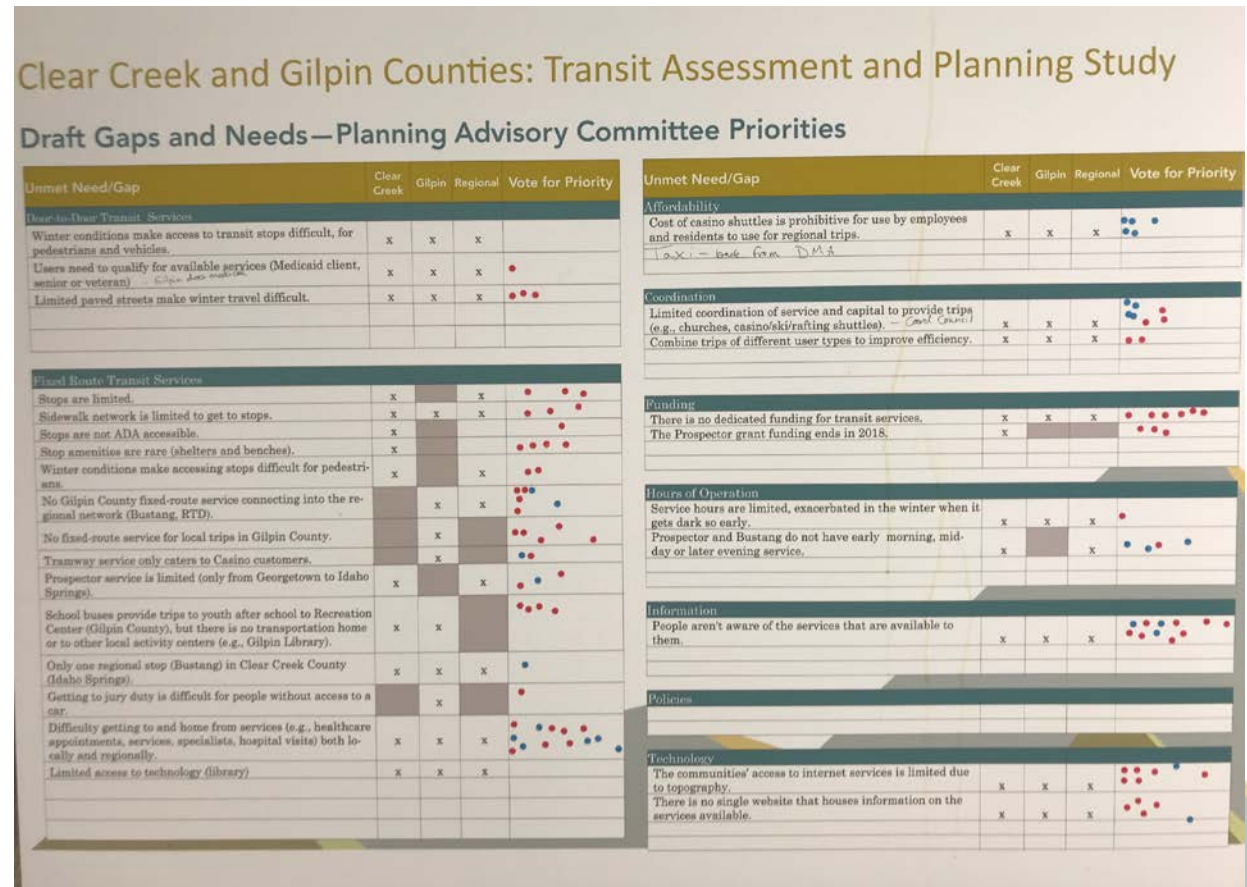 Clear Creek and Gilpin Counties: Transit Assessment and Planning Study
Draft Gaps and Needs—Planning Advisory Committee Priorities
Unmet Need/Gap Clear Creek Gilpin Regional Vote for Priority
Door-to-Door Transit Services
Winter conditions make access to transit stops difficult, for x x x
pedestrians and vehicles.
Users need to qualify for available services (Medicaid client, x x x
senior or veteran) - Gilpin does
Limited paved streets make winter travel difficult. x x x
Fixed Route Transit Services
Stops are limited. x x
Sidewalk network is limited to get to stops. x x x
Stops are not ADA accessible. x
Stop amenities are rare (shelters and benches). x
Winter conditions make accessing stops difficult for pedestri- x x
ans.
No Gilpin County fixed-route service connecting into the re- x x
gional network (Bustang, RTD).
No fixed-route service for local trips in Gilpin County. x
Tramway service only caters to Casino customers. x
Prospector service is limited (only from Georgetown to Idaho x x
Springs).
School buses provide trips to youth after school to Recreation
Center (Gilpin County), but there is no transportation home x x
or to other local activity centers (e.g., Gilpin Library).
Only one regional stop (Bustang) in Clear Creek County x x x
(Idaho Springs).
Getting to jury duty is difficult for people without access to a x
car.
Difficulty getting to and home from services (e.g., healthcare
appointments, services, specialists, hospital visits) both lo- x x x
cally and regionally.
Limited access to technology (library) x x x
Unmet Need/Gap Clear Creek Gilpin Regional Vote for Priority
Affordability
Cost of casino shuttles is prohibitive for use by employees
and residents to use for regional trips. x x x
Taxi - back from DMA
Coordination
Limited coordination of service and capital to provide trips
(e.g., churches, casino/ski/rafting shuttles). - Coord Council x x x
Combine trips of different user types to improve efficiency. x x x
Funding
There is no dedicated funding for transit services. x x x
The Prospector grant funding ends in 2018. x
Hours of Operation
Service hours are limited, exacerbated in the winter when it
gets dark so early. x x x
Prospector and Bustang do not have early morning, mid-
day or later evening service. x x
Information
People aren't aware of the services that are available to
them. x x x
Policies
Technology
The communities' access to internet services is limited due
to topography. x x x
There is no single website that houses information on the
services available. x x x